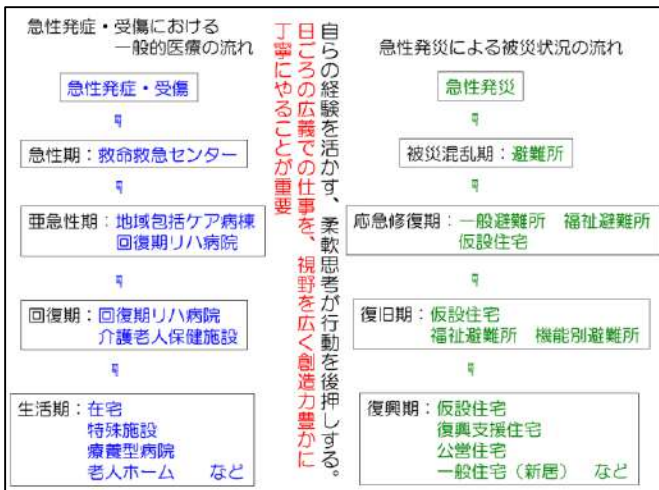 急性発症・受傷における
一般的医療の流れ
急性発症・受傷
急性期：救命救急センター
亜急性期：地域包括ケア病棟
回復期リハ病院
回復期：回復期リハ病院
介護老人保健施設
生活期：在宅
特殊施設
療養型病院
老人ホーム　など
自らの経験を活かす、柔軟思考が行動を後押しする。
日ごろの広義での仕事を、視野を広く創造力豊かに
丁寧にやることが重要
急性発災による被災状況の流れ
急性発災
被災混乱期：避難所
応急修復期：一般避難所　福祉避難所
仮設住宅
復旧期：仮設住宅
福祉避難所　機能別避難所
復興期：仮設住宅
復興支援住宅
公営住宅
一般住宅（新居）　など